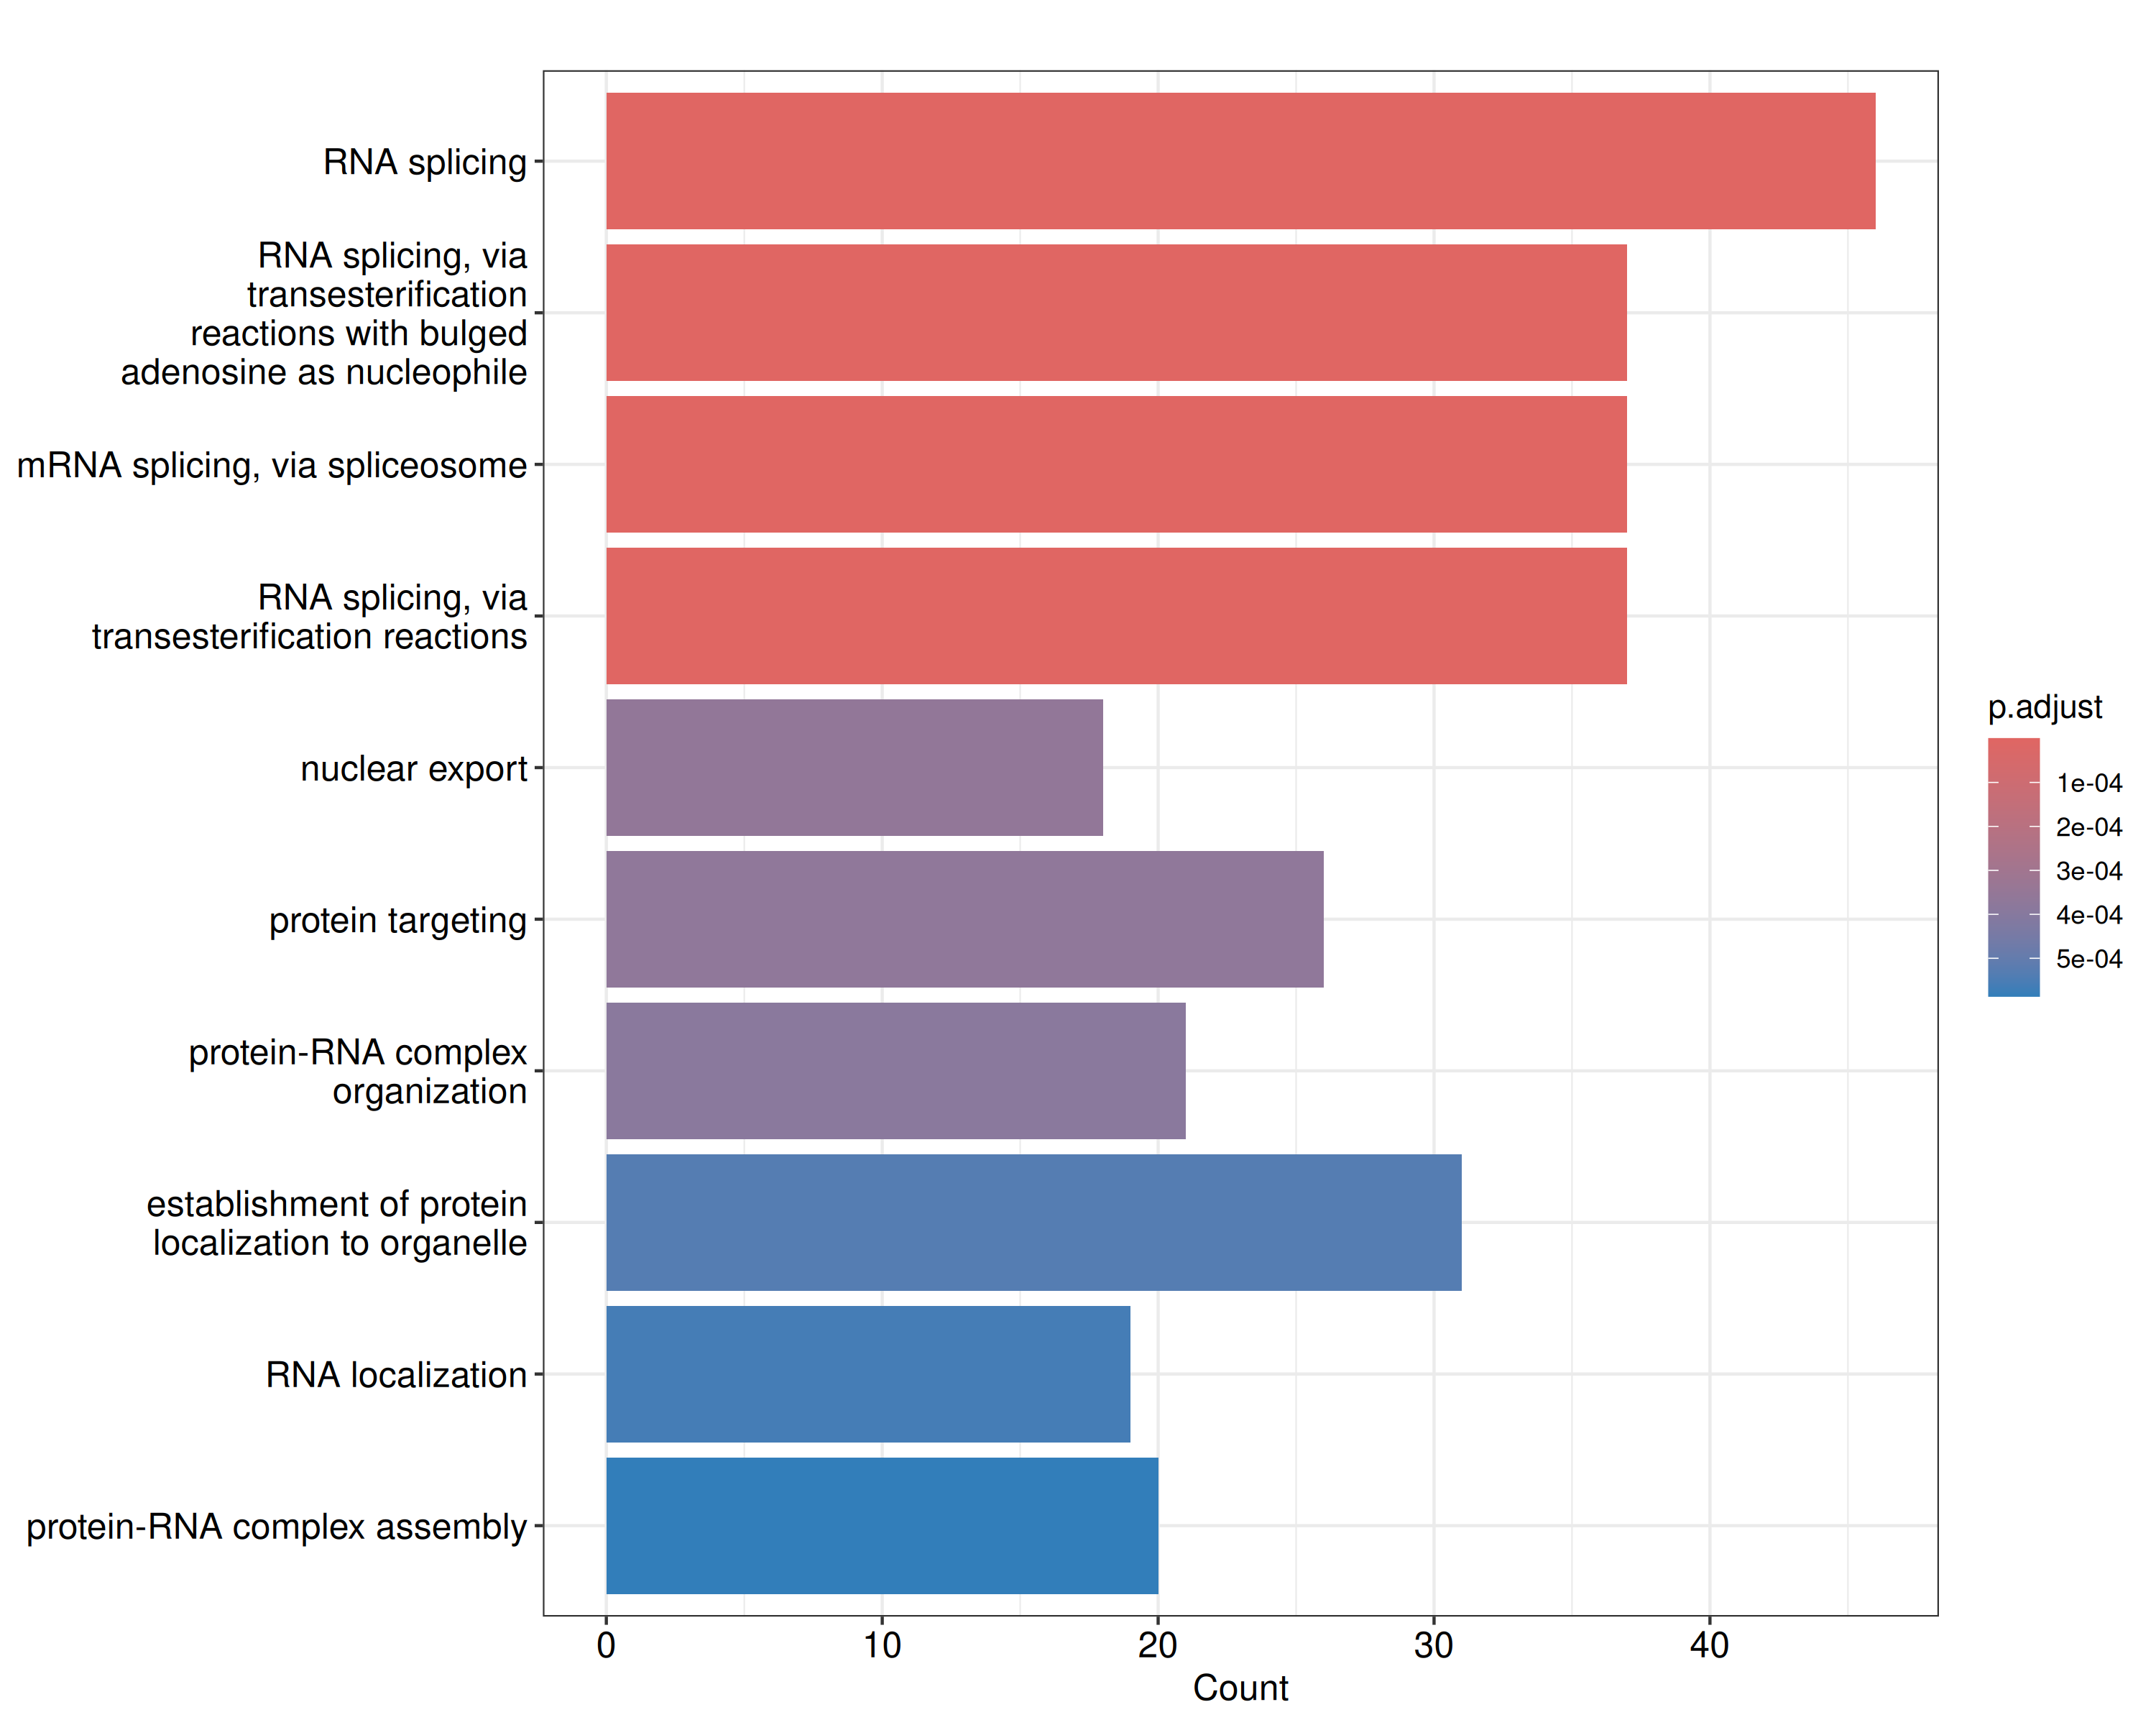 RNA splicing
RNA splicing, via
transesterification
reactions with bulged
adenosine as nucleophile
mRNA splicing, via spliceosome
RNA splicing, via
transesterification reactions
nuclear export
protein targeting
protein-RNA complex
organization
establishment of protein
localization to organelle
RNA localization
protein-RNA complex assembly
0 10 20 30 40
Count
p.adjust
1e-04
2e-04
3e-04
4e-04
5e-04